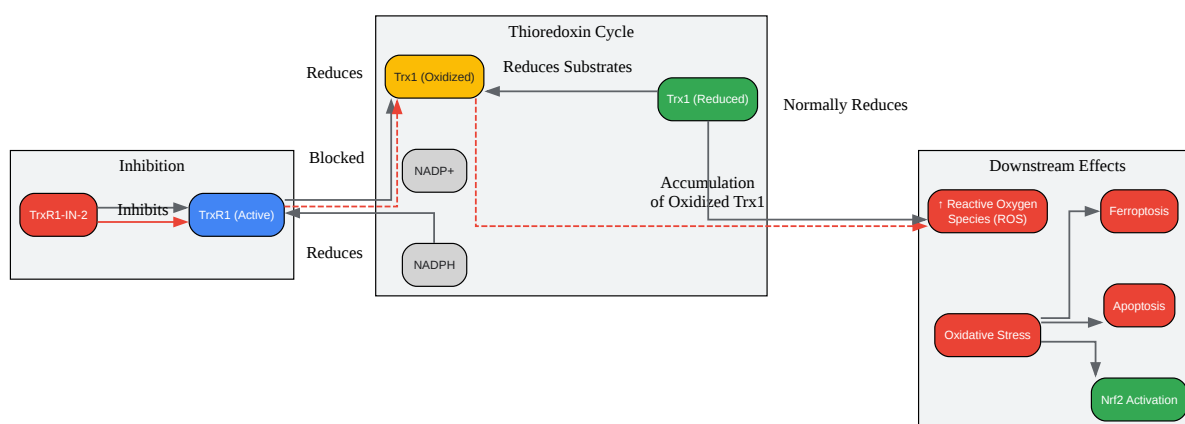 Thioredoxin Cycle
Reduces
Trx1 (Oxidized)
Reduces Substrates
Trx1 (Reduced)
Normally Reduces
Inhibition
Blocked
NADP+
Downstream Effects
TrxR1-IN-2
Inhibits
TrxR1 (Active)
Accumulation
of Oxidized Trx1
↑ Reactive Oxygen
Species (ROS)
Ferroptosis
Reduces
NADPH
Apoptosis
Oxidative Stress
Nrf2 Activation